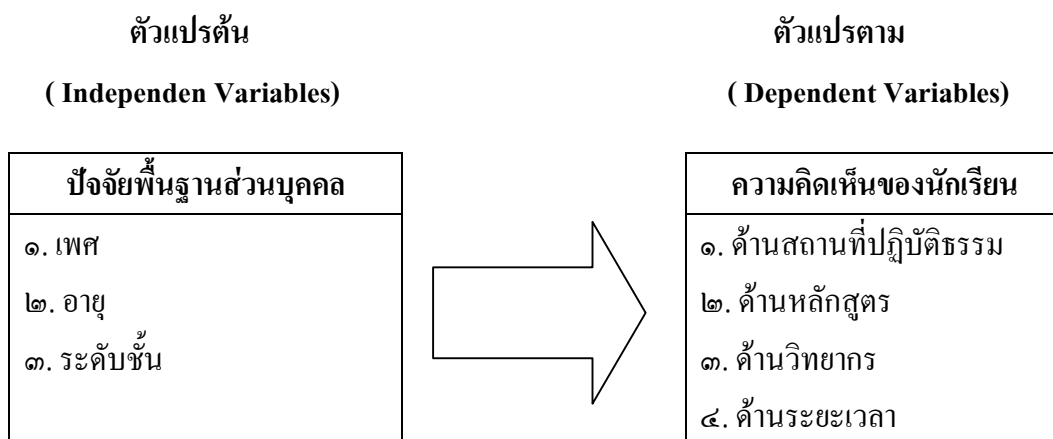 ตัวแปรต้น
( Independen Variables)
ปัจจัยพื้นฐานส่วนบุคคล
๑. เพศ
๒. อายุ
๓. ระดับชั้น
ตัวแปรตาม
( Dependent Variables)
ความคิดเห็นของนักเรียน
๑. ด้านสถานที่ปฏิบัติธรรม
๒. ด้านหลักสูตร
๓. ด้านวิทยากร
๔. ด้านระยะเวลา